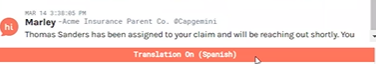 hi
MAR 14 3:38:05 PM
Marley -Acme Insurance Parent Co. @Capgemini
Thomas Sanders has been assigned to your claim and will be reaching out shortly. You
Translation On (Spanish)